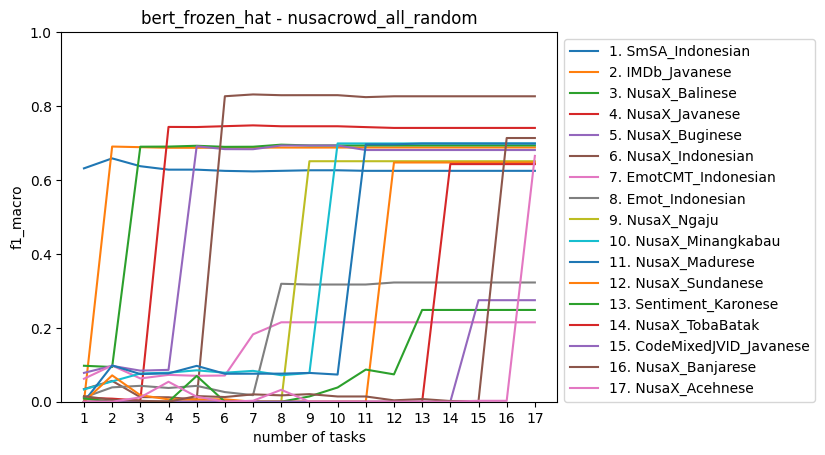 bert_frozen_hat - nusacrowd_all_random
f1_macro
1.0
0.8
0.6
0.4
0.2
0.0
1 2 3 4 5 6 7 8 9 10 11 12 13 14 15 16 17
number of tasks
1. SmSA_Indonesian
2. IMDb_Javanese
3. NusaX_Balinese
4. NusaX_Javanese
5. NusaX_Buginese
6. NusaX_Indonesian
7. EmotCMT_Indonesian
8. Emot_Indonesian
9. NusaX_Ngaju
10. NusaX_Minangkabau
11. NusaX_Madurese
12. NusaX_Sundanese
13. Sentiment_Karonese
14. NusaX_TobaBatak
15. CodeMixedJVID_Javanese
16. NusaX_Banjarese
17. NusaX_Acehnese